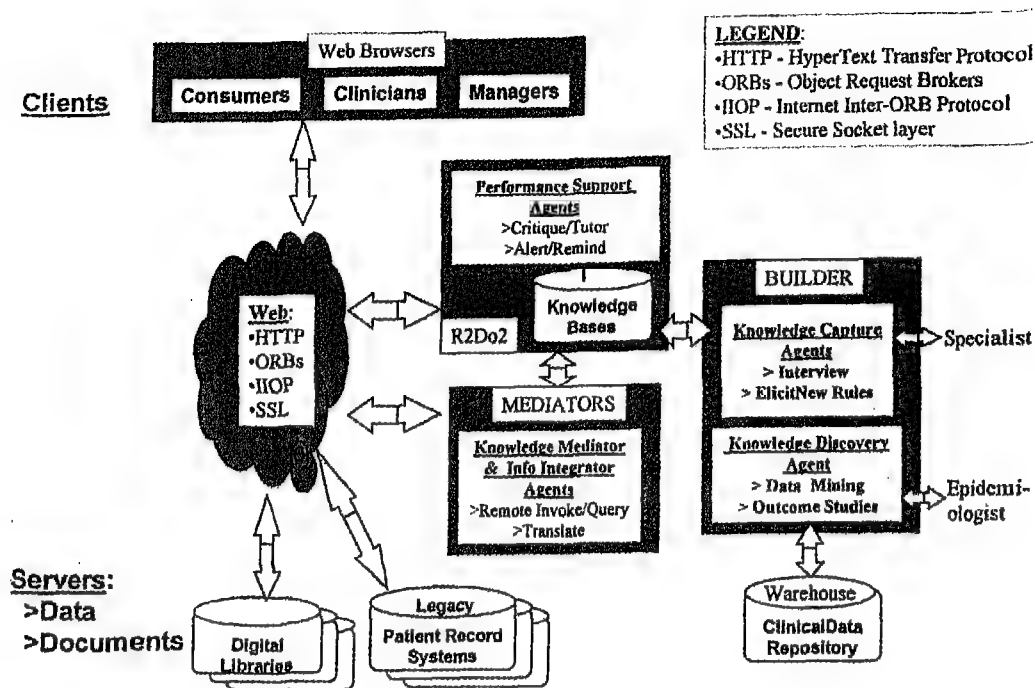 Web Browsers
Consumers
Clinicians
Managers
Clients
LEGEND:
•HTTP - HyperText Transfer Protocol
•ORBs - Object Request Brokers
•IIOP - Internet Inter-ORB Protocol
•SSL - Secure Socket layer
Performance Support
Agents
>Critique/Tutor
>Alert/Remind
Knowledge
Bases
R2Do2
Web:
•HTTP
•ORBs
•IIOP
•SSL
BUILDER
Knowledge Capture
Agents
> Interview
> ElicitNew Rules
Specialist
Knowledge Discovery
Agent
> Data Mining
> Outcome Studies
Epidemi-
ologist
MEDIATORS
Knowledge Mediator
& Info Integrator
Agents
>Remote Invoke/Query
>Translate
Servers:
>Data
>Documents
Digital
Libraries
Legacy
Patient Record
Systems
Warehouse
ClinicalData
Repository